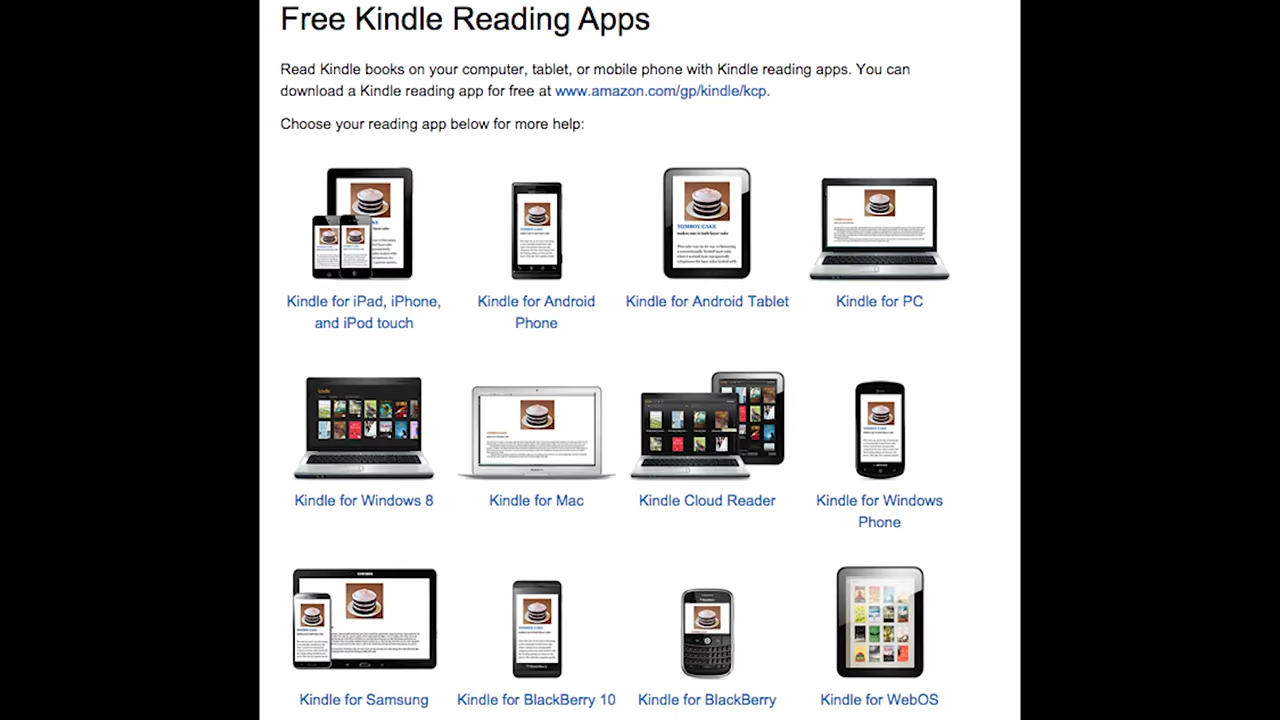 Free Kindle Reading Apps
Read Kindle books on your computer, tablet, or mobile phone with Kindle reading apps. You can
download a Kindle reading app for free at www.amazon.com/gp/kindle/kcp.
Choose your reading app below for more help:
TOMBOY CAKE
Kindle for iPad, iPhone,
and iPod touch
Kindle for Android
Phone
Kindle for Android Tablet
Kindle for PC
Kindle for Windows 8
Kindle for Mac
Kindle Cloud Reader
Kindle for Windows
Phone
Kindle for Samsung
Kindle for BlackBerry 10
Kindle for BlackBerry
Kindle for WebOS